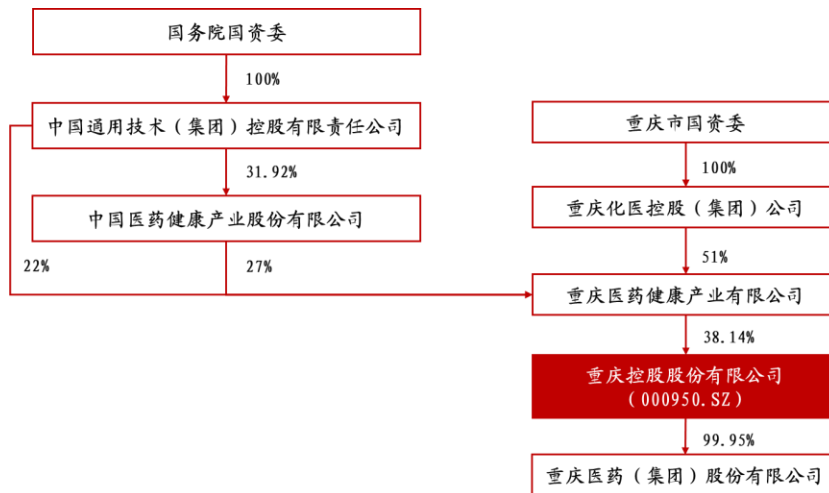 国务院国资委
100%
中国通用技术（集团）控股有限责任公司
31.92%
中国医药健康产业股份有限公司
22%
27%
重庆市国资委
100%
重庆化医控股（集团）公司
51%
重庆医药健康产业有限公司
38.14%
重庆控股股份有限公司
（000950.SZ）
99.95%
重庆医药（集团）股份有限公司